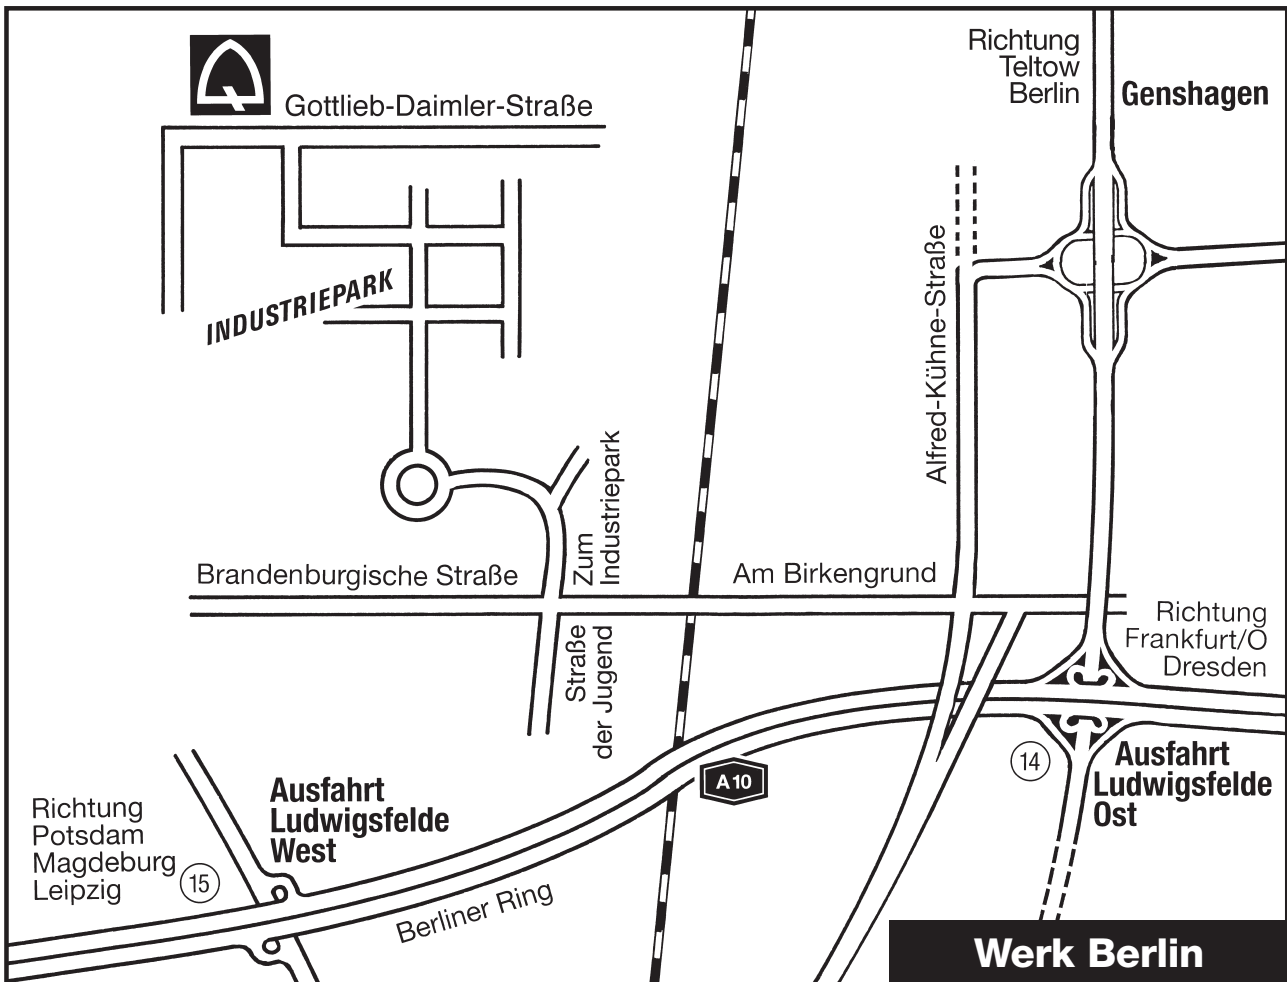 Gottlieb-Daimler-Straße
Richtung
Teltow
Berlin
Genshagen
INDUSTRIEPARK
Alfred-Kühne-Straße
Zum
Industriepark
Brandenburgische Straße
Am Birkengrund
Straße
der Jugend
Richtung
Frankfurt/O
Dresden
14
Ausfahrt
Ludwigsfelde
Ost
A 10
Ausfahrt
Ludwigsfelde
West
Richtung
Potsdam
Magdeburg
Leipzig
15
Berliner Ring
Werk Berlin